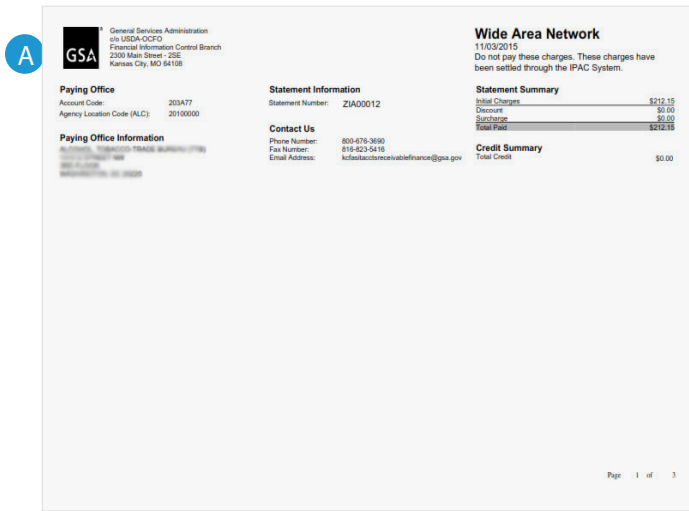 A
GSA
General Services Administration
c/o USDA-OCFO
Financial Information Control Branch
2300 Main Street - 2SE
Kansas City, MO 64108
Wide Area Network
11/03/2015
Do not pay these charges. These charges have
been settled through the IPAC System.
Paying Office
Account Code: 203A77
Agency Location Code (ALC): 20100000
Paying Office Information
Statement Information
Statement Number: ZIA00012
Contact Us
Phone Number: 800-676-3690
Fax Number: 816-823-5416
Email Address: kcfasitacctsreceivablefinance@gsa.gov
Statement Summary
Initial Charges $212.15
Discount $0.00
Surcharge $0.00
Total Paid $212.15
Credit Summary
Total Credit $0.00
Page 1 of 3